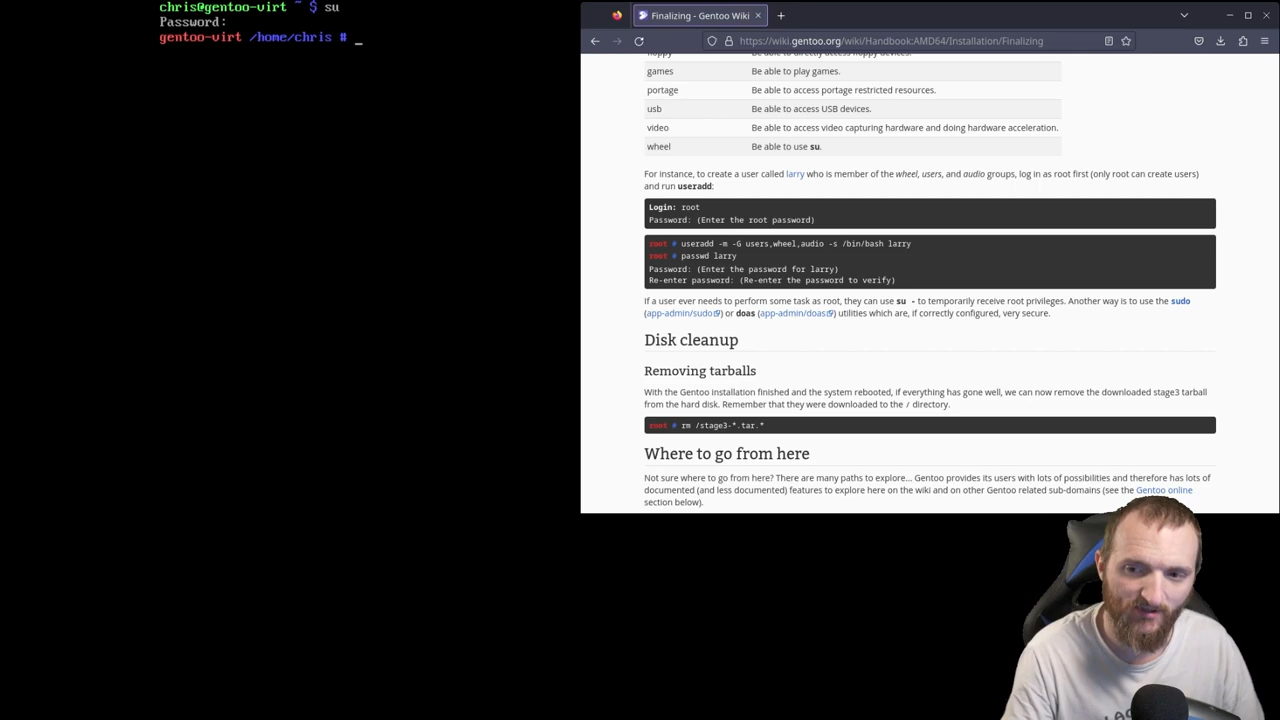 chris@gentoo-virt ~ $ su
Password:
gentoo-virt /home/chris # _
Finalizing - Gentoo Wiki
https://wiki.gentoo.org/wiki/Handbook:AMD64/Installation/Finalizing
floppy Be able to directly access floppy devices.
games Be able to play games.
portage Be able to access portage restricted resources.
usb Be able to access USB devices.
video Be able to access video capturing hardware and doing hardware acceleration.
wheel Be able to use su.
For instance, to create a user called larry who is member of the wheel, users, and audio groups, log in as root first (only root can create users)
and run useradd:
Login: root
Password: (Enter the root password)
root # useradd -m -G users,wheel,audio -s /bin/bash larry
root # passwd larry
Password: (Enter the password for larry)
Re-enter password: (Re-enter the password to verify)
If a user ever needs to perform some task as root, they can use su - to temporarily receive root privileges. Another way is to use the sudo
(app-admin/sudo) or doas (app-admin/doas) utilities which are, if correctly configured, very secure.
Disk cleanup
Removing tarballs
With the Gentoo installation finished and the system rebooted, if everything has gone well, we can now remove the downloaded stage3 tarball
from the hard disk. Remember that they were downloaded to the / directory.
root # rm /stage3-*.tar.*
Where to go from here
Not sure where to go from here? There are many paths to explore... Gentoo provides its users with lots of possibilities and therefore has lots of
documented (and less documented) features to explore here on the wiki and on other Gentoo related sub-domains (see the Gentoo online
section below).